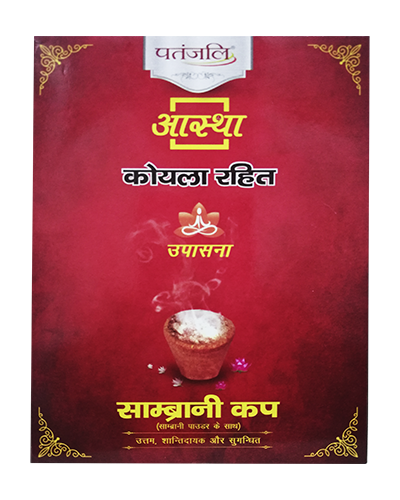 पतंजलि®
आस्था
कोयला रहित
उपासना
साम्ब्रानी कप
(साम्ब्रानी पाउडर के साथ)
उत्तम, शान्तिदायक और सुगन्धित